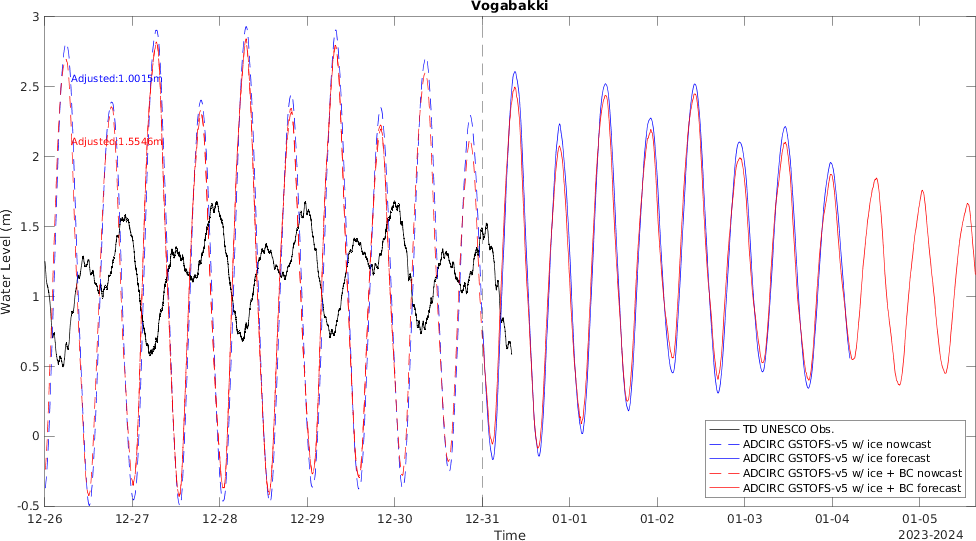 Vogabakki
3
2.5
2
1.5
1
0.5
0
-0.5
Water Level (m)
Adjusted:1.0015m
Adjusted:1.5546m
TD UNESCO Obs.
ADCIRC GSTOFS-v5 w/ ice nowcast
ADCIRC GSTOFS-v5 w/ ice forecast
ADCIRC GSTOFS-v5 w/ ice + BC nowcast
ADCIRC GSTOFS-v5 w/ ice + BC forecast
12-26 12-27 12-28 12-29 12-30 12-31 01-01 01-02 01-03 01-04 01-05
Time
2023-2024